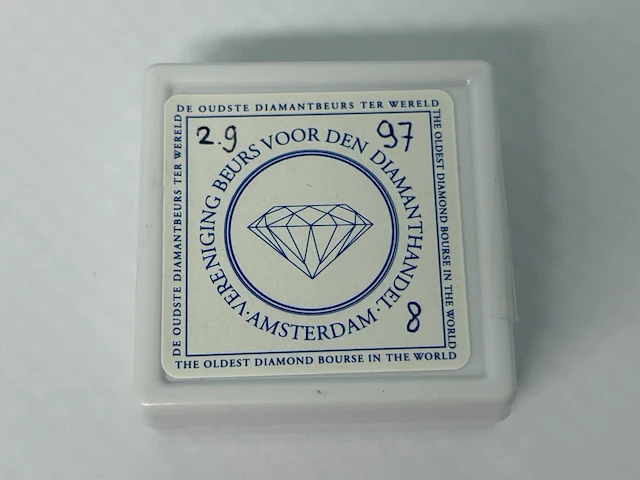 DE OUDSTE DIAMANTBEURS TER WERELD
DE OUDSTE DIAMANTBEURS TER WERELD
THE OLDEST DIAMOND BOURSE IN THE WORLD
2.9
97
VERENIGING BEURS VOOR DEN DIAMANTHANDEL
· AMSTERDAM ·
8
THE OLDEST DIAMOND BOURSE IN THE WORLD